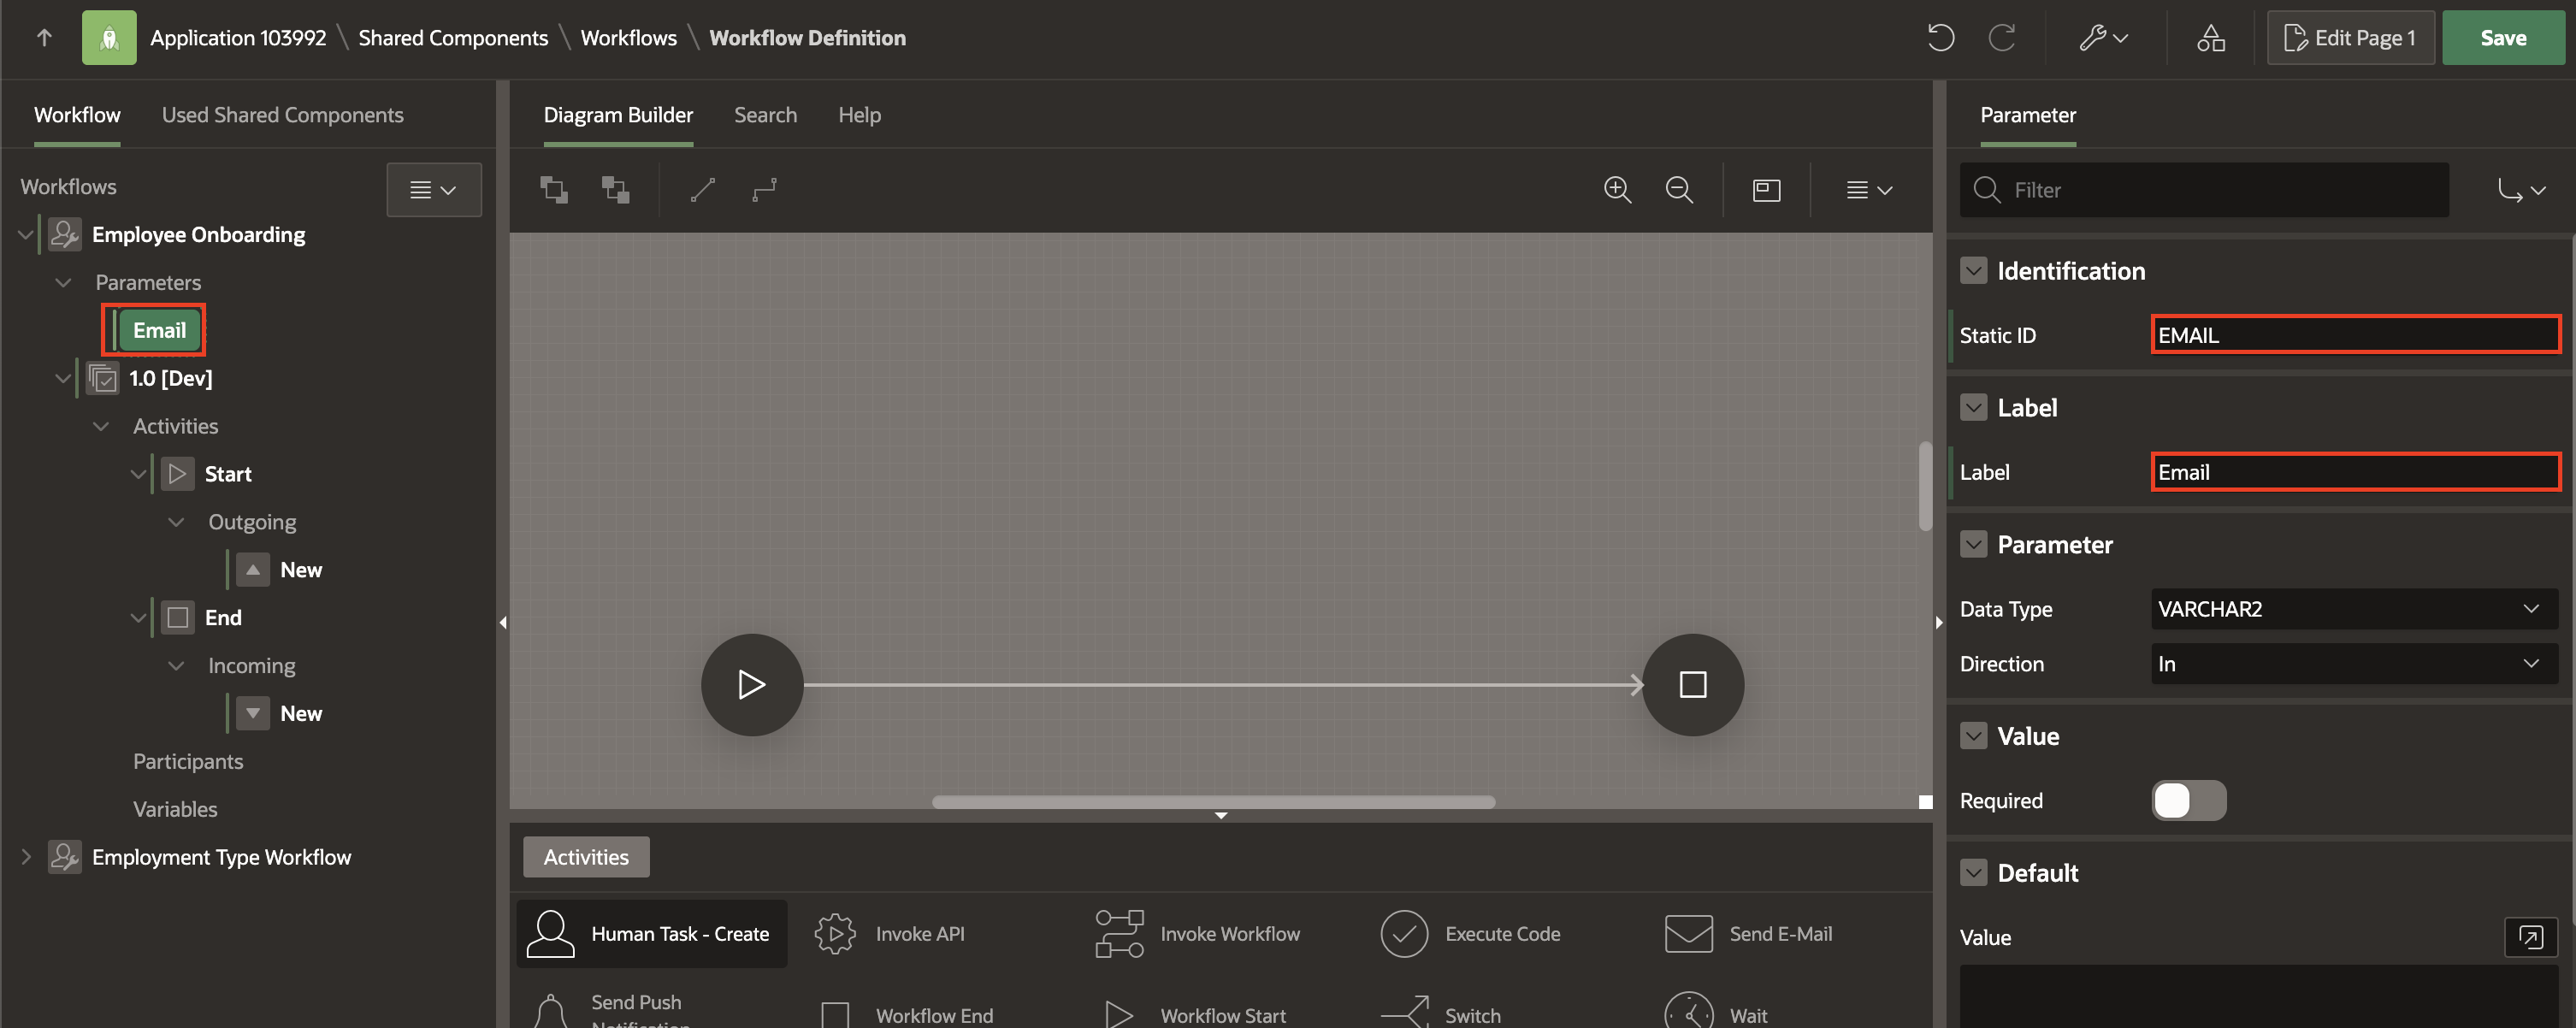 Application 103992 \ Shared Components \ Workflows \ Workflow Definition
Edit Page 1
Save
Workflow
Used Shared Components
Workflows
Employee Onboarding
Parameters
Email
1.0 [Dev]
Activities
Start
Outgoing
New
End
Incoming
New
Participants
Variables
Employment Type Workflow
Diagram Builder
Search
Help
Activities
Human Task - Create
Invoke API
Invoke Workflow
Execute Code
Send E-Mail
Send Push
Notification
Workflow End
Workflow Start
Switch
Wait
Parameter
Filter
Identification
Static ID
EMAIL
Label
Label
Email
Parameter
Data Type
VARCHAR2
Direction
In
Value
Required
Default
Value